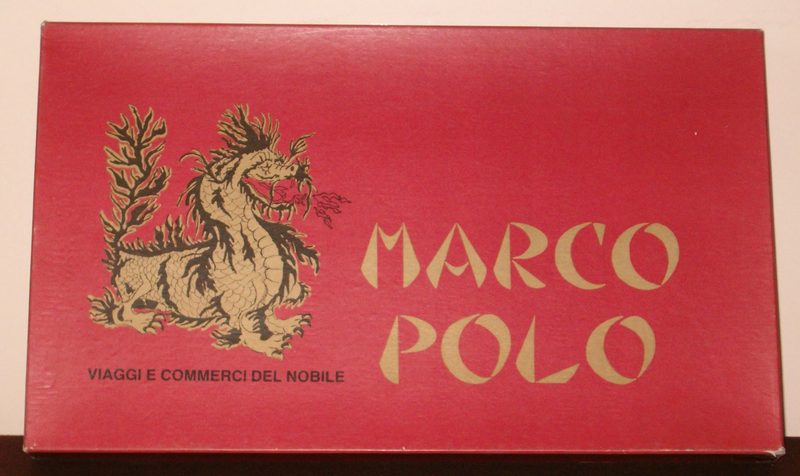 VIAGGI E COMMERCI DEL NOBILE
MARCO
POLO